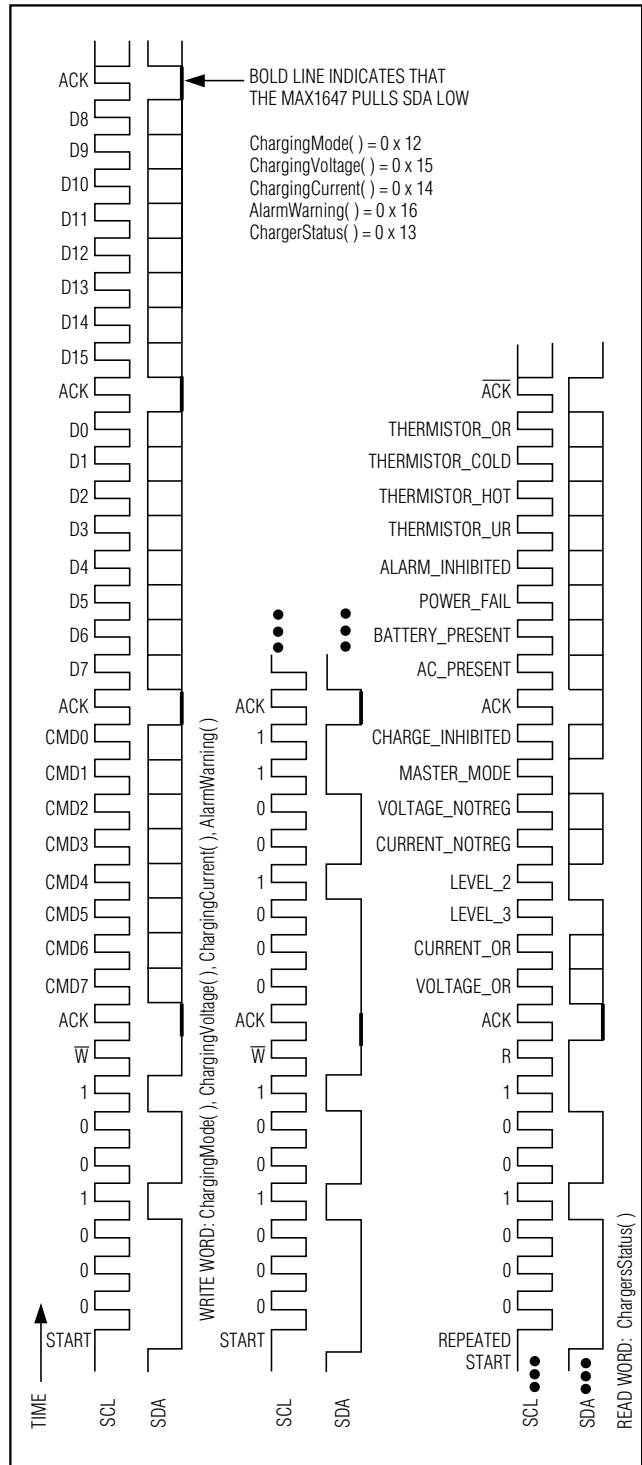 BOLD LINE INDICATES THAT
THE MAX1647 PULLS SDA LOW
ChargingMode( ) = 0 x 12
ChargingVoltage( ) = 0 x 15
ChargingCurrent( ) = 0 x 14
AlarmWarning( ) = 0 x 16
ChargerStatus( ) = 0 x 13
ACK
D8
D9
D10
D11
D12
D13
D14
D15
ACK
D0
D1
D2
D3
D4
D5
D6
D7
ACK
CMD0
CMD1
CMD2
CMD3
CMD4
CMD5
CMD6
CMD7
ACK
W̅
1
0
0
1
0
0
0
START
TIME
SCL
SDA
WRITE WORD: ChargingMode( ), ChargingVoltage( ), ChargingCurrent( ), AlarmWarning( )
ACK
1
1
0
0
1
0
0
0
ACK
W̅
1
0
0
1
0
0
0
START
SCL
SDA
A̅C̅K̅
THERMISTOR_OR
THERMISTOR_COLD
THERMISTOR_HOT
THERMISTOR_UR
ALARM_INHIBITED
POWER_FAIL
BATTERY_PRESENT
AC_PRESENT
ACK
CHARGE_INHIBITED
MASTER_MODE
VOLTAGE_NOTREG
CURRENT_NOTREG
LEVEL_2
LEVEL_3
CURRENT_OR
VOLTAGE_OR
ACK
R
1
0
0
1
0
0
0
REPEATED
START
SCL
SDA
READ WORD: ChargersStatus( )